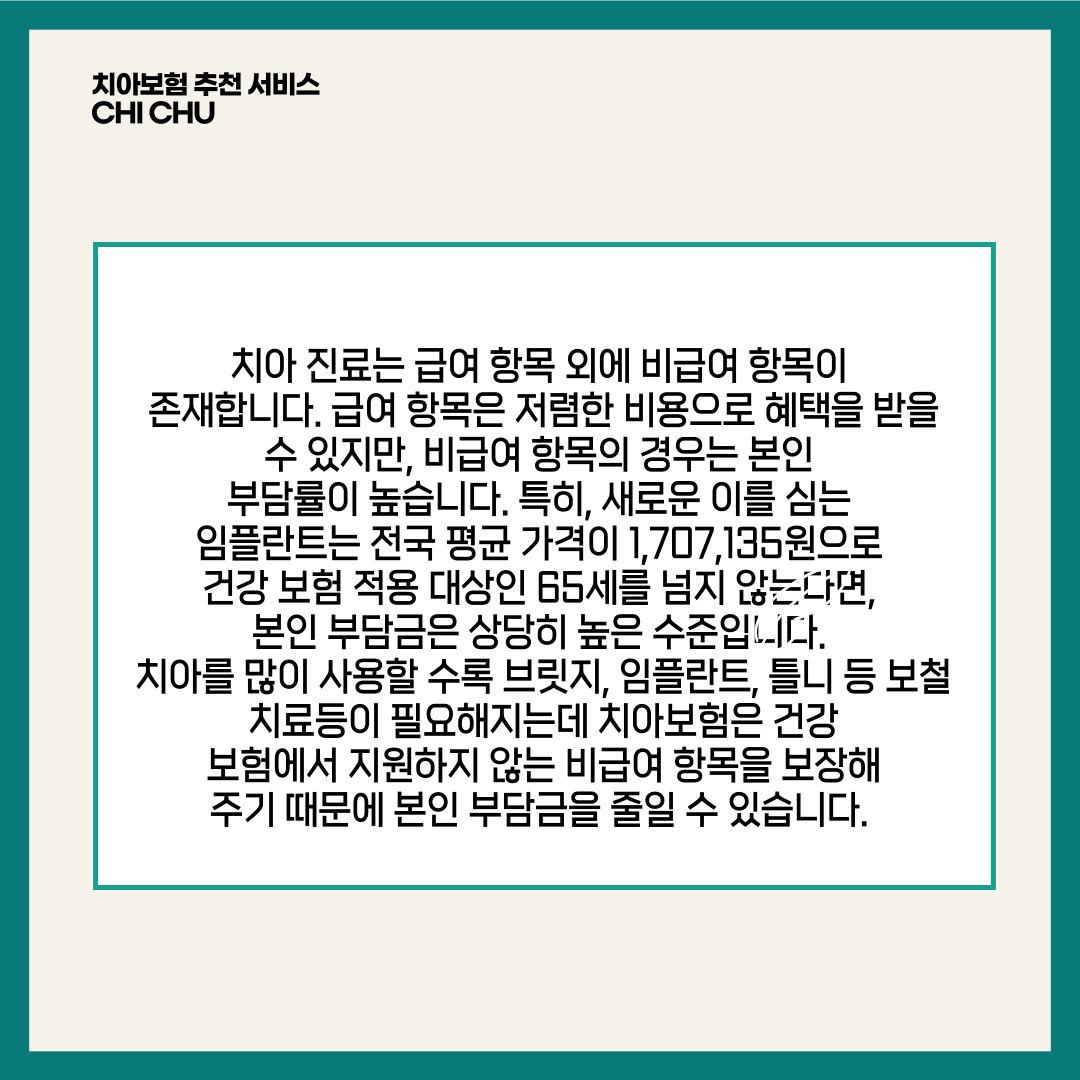 치아보험 추천 서비스
CHI CHU
치아 진료는 급여 항목 외에 비급여 항목이
존재합니다. 급여 항목은 저렴한 비용으로 혜택을 받을
수 있지만, 비급여 항목의 경우는 본인
부담률이 높습니다. 특히, 새로운 이를 심는
임플란트는 전국 평균 가격이 1,707,135원으로
건강 보험 적용 대상인 65세를 넘지 않는다면,
본인 부담금은 상당히 높은 수준입니다.
치아를 많이 사용할 수록 브릿지, 임플란트, 틀니 등 보철
치료등이 필요해지는데 치아보험은 건강
보험에서 지원하지 않는 비급여 항목을 보장해
주기 때문에 본인 부담금을 줄일 수 있습니다.